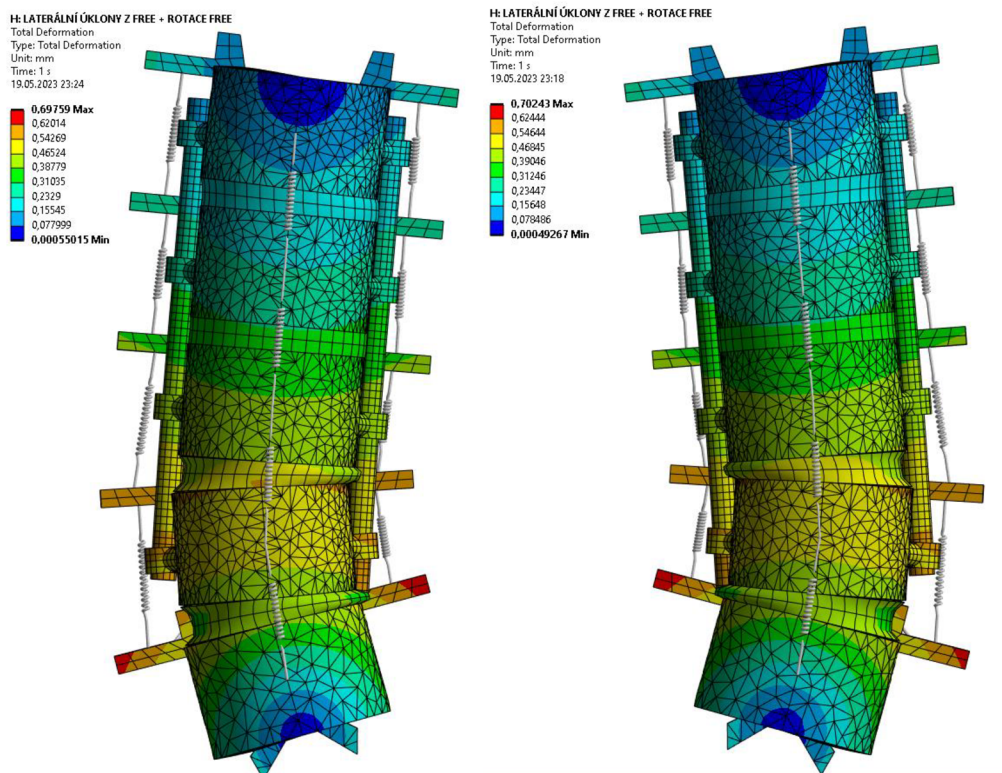 H: LATERÁLNÍ ÚKLONY Z FREE + ROTACE FREE
Total Deformation
Type: Total Deformation
Unit: mm
Time: 1 s
19.05.2023 23:24
0,69759 Max
0,62014
0,54269
0,46524
0,38779
0,31035
0,2329
0,15545
0,077999
0,00055015 Min
H: LATERÁLNÍ ÚKLONY Z FREE + ROTACE FREE
Total Deformation
Type: Total Deformation
Unit: mm
Time: 1 s
19.05.2023 23:18
0,70243 Max
0,62444
0,54644
0,46845
0,39046
0,31246
0,23447
0,15648
0,078486
0,00049267 Min